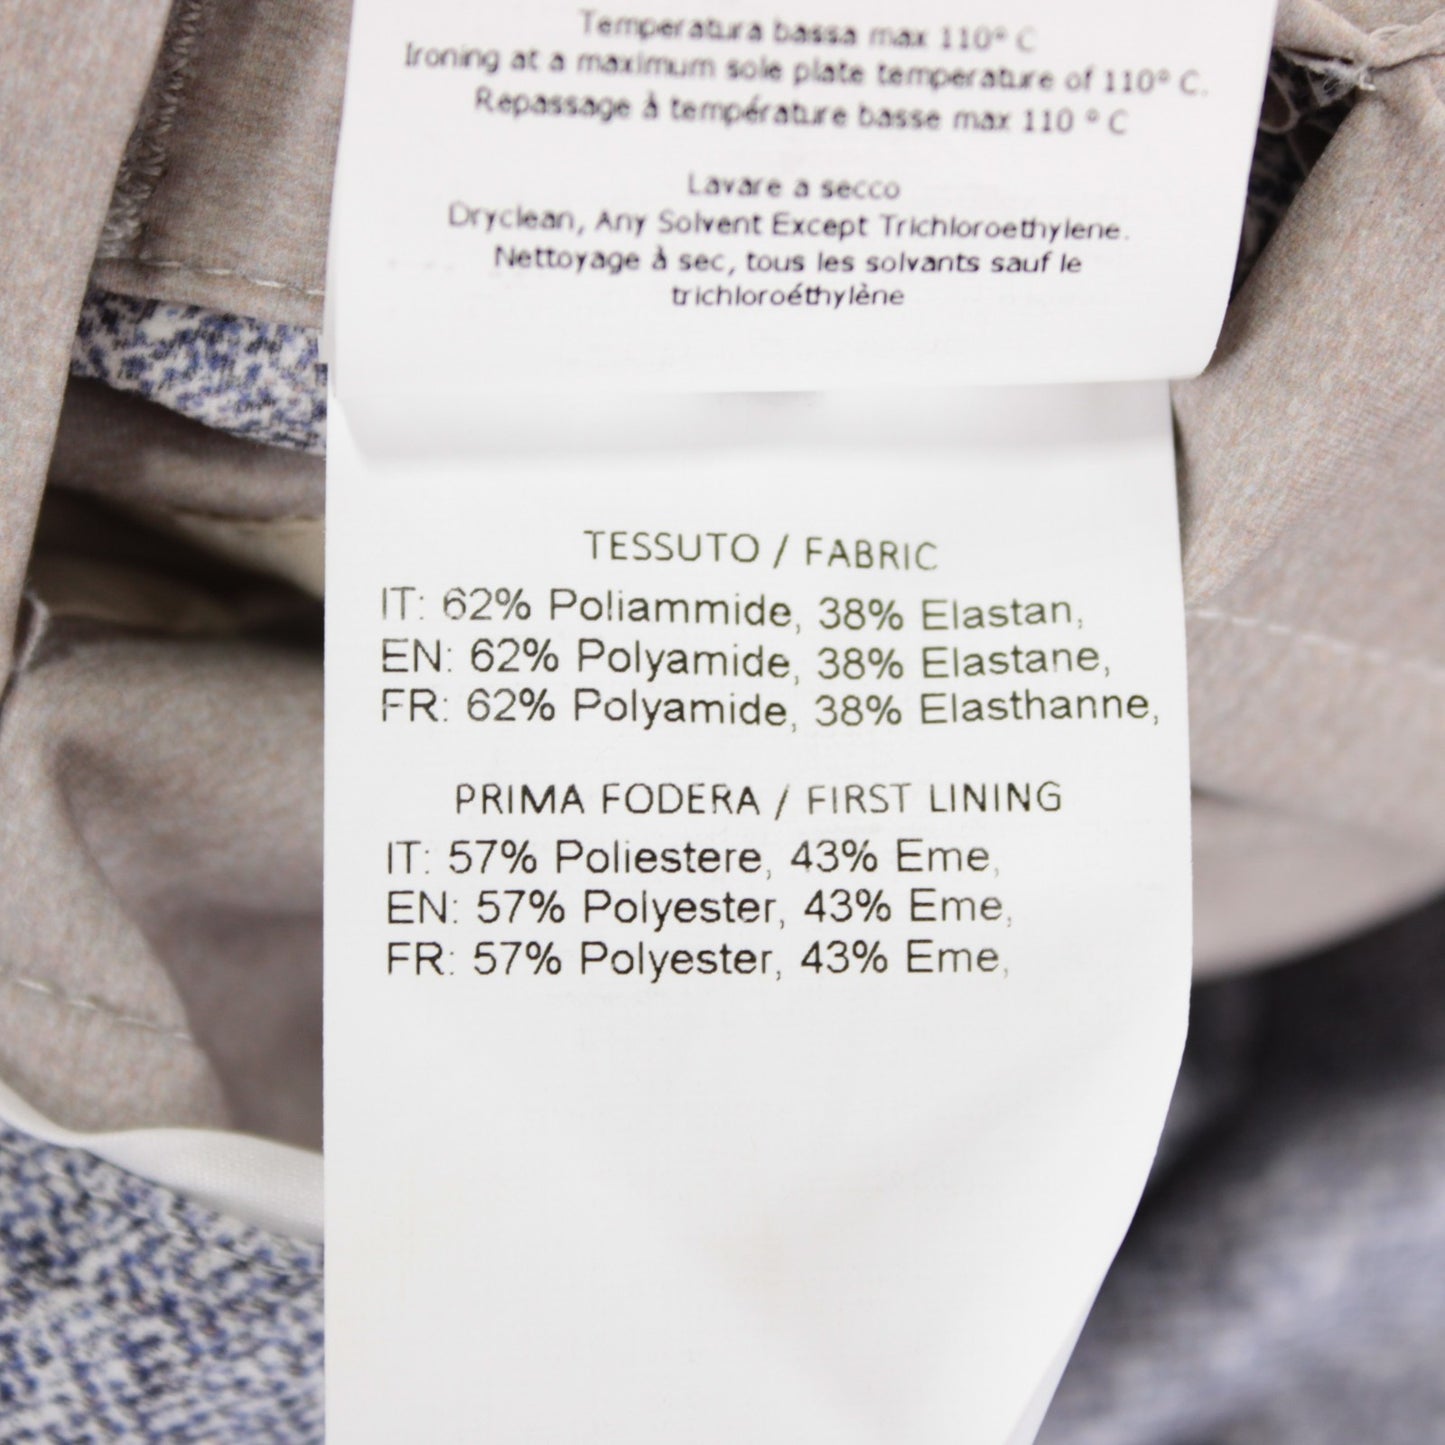 Temperatura bassa max 110° C
Ironing at a maximum sole plate temperature of 110° C.
Repassage à température basse max 110 ° C
Lavare a secco
Dryclean, Any Solvent Except Trichloroethylene.
Nettoyage à sec, tous les solvants sauf le
trichloroéthylène
TESSUTO / FABRIC
IT: 62% Poliammide, 38% Elastan,
EN: 62% Polyamide, 38% Elastane,
FR: 62% Polyamide, 38% Elasthanne,
PRIMA FODERA / FIRST LINING
IT: 57% Poliestere, 43% Eme,
EN: 57% Polyester, 43% Eme,
FR: 57% Polyester, 43% Eme,